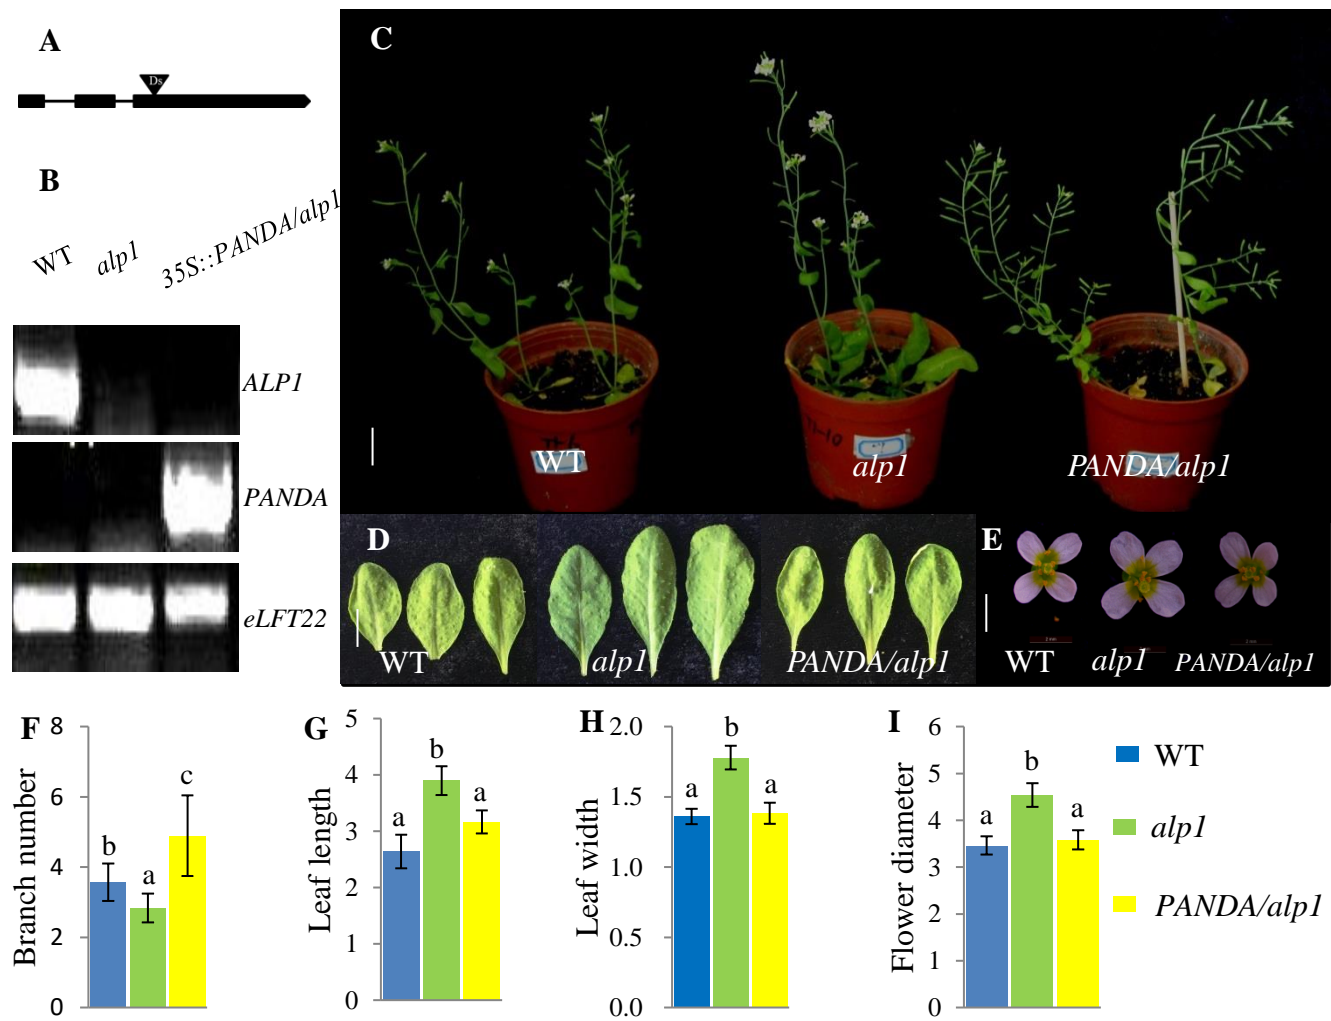 A
Ds
B
WT
alp1
35S::PANDA/alp1
ALP1
PANDA
eLFT22
C
WT
alp1
PANDA/alp1
D
WT
alp1
PANDA/alp1
E
WT
alp1
PANDA/alp1
F
Branch number
8
6
4
2
0
b
a
c
G
Leaf length
5
4
3
2
1
0
a
b
a
H
Leaf width
2.0
1.5
1.0
0.5
0.0
a
b
a
I
Flower diameter
6
5
4
3
2
1
0
a
b
a
WT
alp1
PANDA/alp1